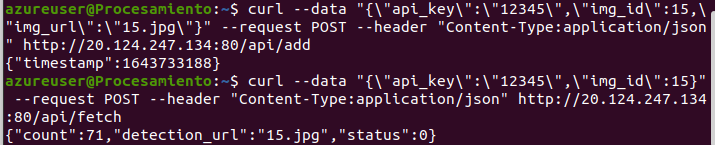 azureuser@Procesamiento:~$ curl --data "{\"api_key\":\"12345\",\"img_id\":15,\
"img_url\":\"15.jpg\"}" --request POST --header "Content-Type:application/json
" http://20.124.247.134:80/api/add
{"timestamp":1643733188}
azureuser@Procesamiento:~$ curl --data "{\"api_key\":\"12345\",\"img_id\":15}"
 --request POST --header "Content-Type:application/json" http://20.124.247.134
:80/api/fetch
{"count":71,"detection_url":"15.jpg","status":0}